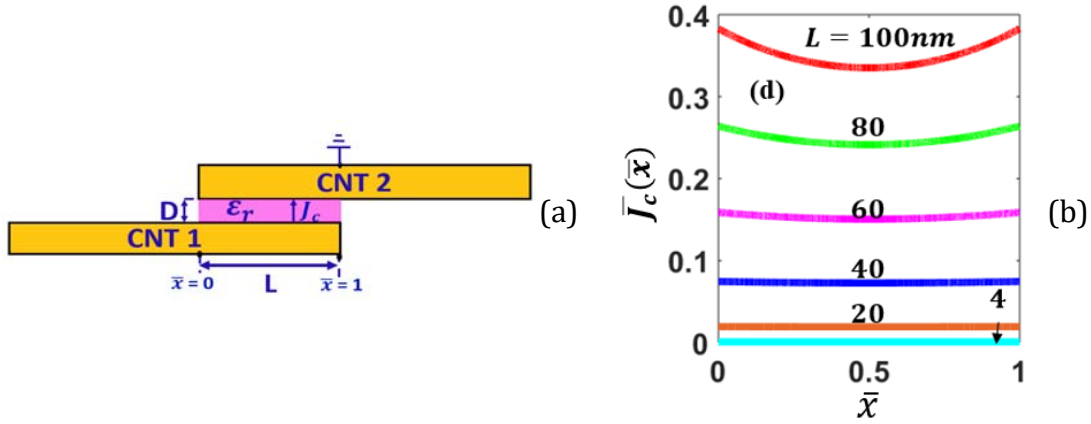 CNT 2
D
εᵣ
J_c
CNT 1
x̄ = 0
L
x̄ = 1
(a)
0.4
0.3
0.2
0.1
0
J̄_c(x̄)
L = 100nm
(d)
80
60
40
4
20
0
0.5
1
x̄
(b)